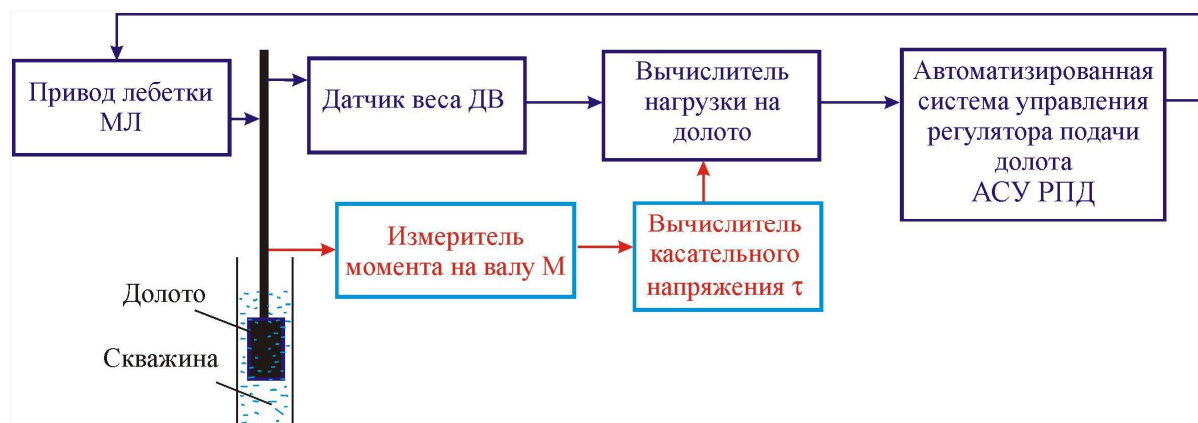 Привод лебетки
МЛ
Датчик веса ДВ
Вычислитель
нагрузки на
долото
Автоматизированная
система управления
регулятора подачи
долота
АСУ РПД
Измеритель
момента на валу М
Вычислитель
касательного
напряжения τ
Долото
Скважина